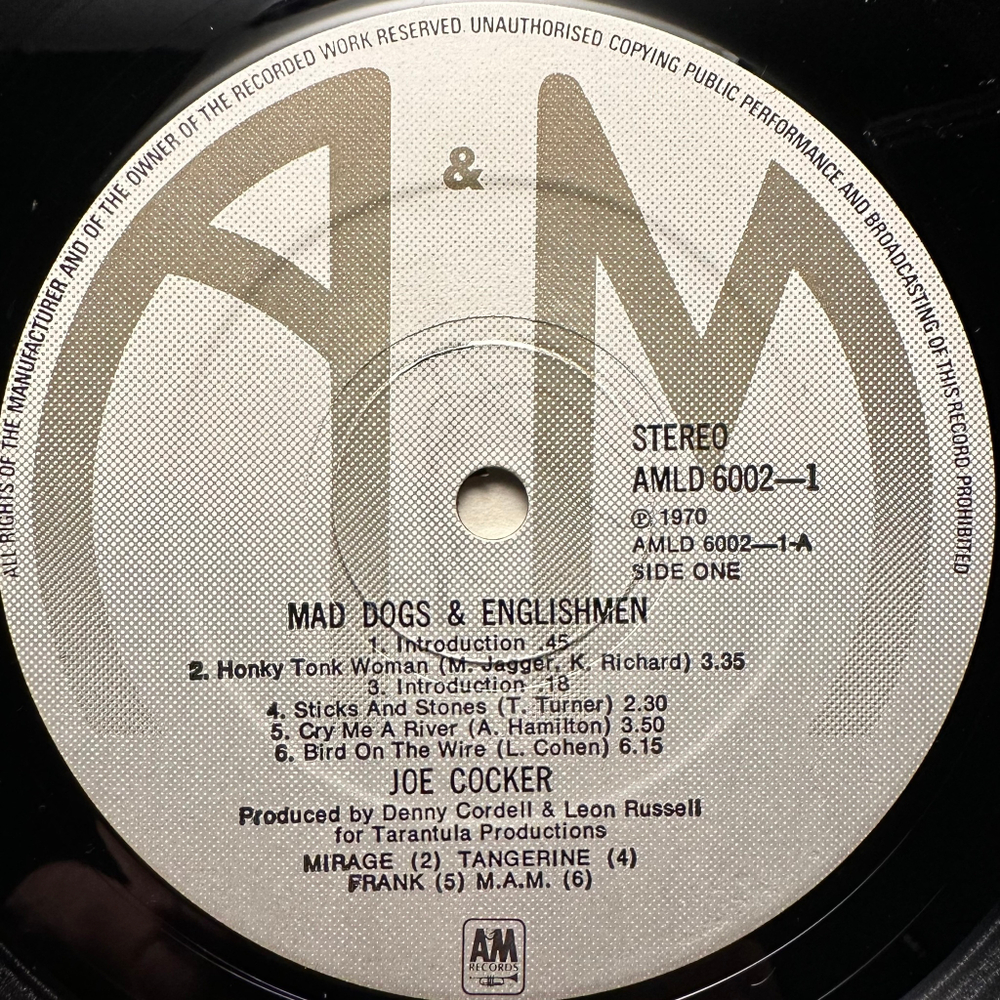 ALL RIGHTS OF THE MANUFACTURER AND OF THE OWNER OF THE RECORDED WORK RESERVED. UNAUTHORISED COPYING PUBLIC PERFORMANCE AND BROADCASTING OF THIS RECORD PROHIBITED
A & M
STEREO
AMLD 6002—1
℗ 1970
AMLD 6002—1-A
SIDE ONE
MAD DOGS & ENGLISHMEN
1. Introduction .45
2. Honky Tonk Woman (M. Jagger, K. Richard) 3.35
3. Introduction .18
4. Sticks And Stones (T. Turner) 2.30
5. Cry Me A River (A. Hamilton) 3.50
6. Bird On The Wire (L. Cohen) 6.15
JOE COCKER
Produced by Denny Cordell & Leon Russell
for Tarantula Productions
MIRAGE (2) TANGERINE (4)
FRANK (5) M.A.M. (6)
A&M
RECORDS